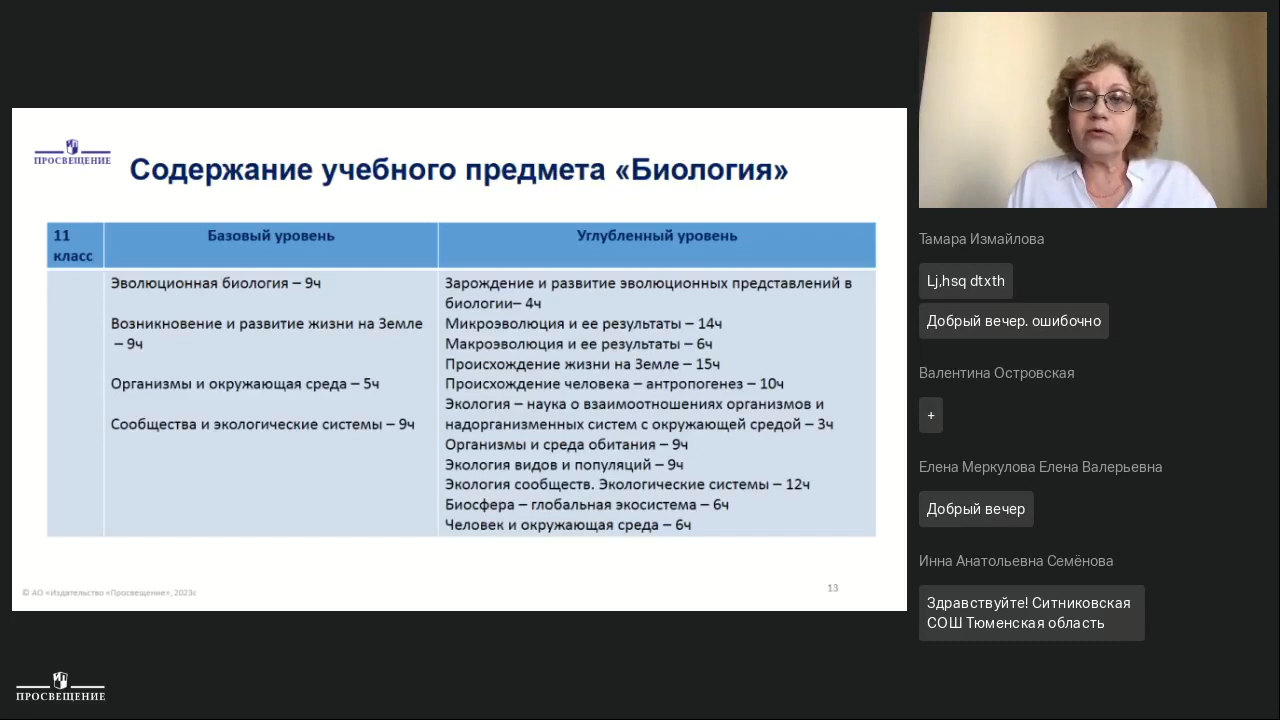 ПРОСВЕЩЕНИЕ
Содержание учебного предмета «Биология»
11 класс
Базовый уровень
Углубленный уровень
Эволюционная биология – 9ч
Возникновение и развитие жизни на Земле
– 9ч
Организмы и окружающая среда – 5ч
Сообщества и экологические системы – 9ч
Зарождение и развитие эволюционных представлений в
биологии– 4ч
Микроэволюция и ее результаты – 14ч
Макроэволюция и ее результаты – 6ч
Происхождение жизни на Земле – 15ч
Происхождение человека – антропогенез – 10ч
Экология – наука о взаимоотношениях организмов и
надорганизменных систем с окружающей средой – 3ч
Организмы и среда обитания – 9ч
Экология видов и популяций – 9ч
Экология сообществ. Экологические системы – 12ч
Биосфера – глобальная экосистема – 6ч
Человек и окружающая среда – 6ч
© АО «Издательство «Просвещение», 2023г
13
ПРОСВЕЩЕНИЕ
Тамара Измайлова
Lj,hsq dtxth
Добрый вечер. ошибочно
Валентина Островская
+
Елена Меркулова Елена Валерьевна
Добрый вечер
Инна Анатольевна Семёнова
Здравствуйте! Ситниковская
СОШ Тюменская область